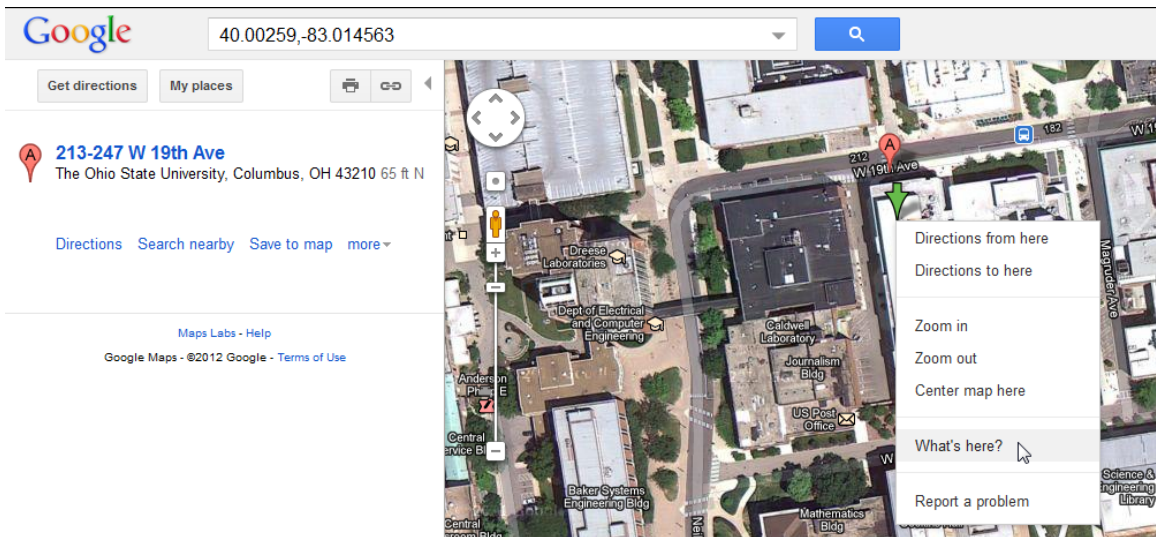 Google
40.00259,-83.014563
Get directions
My places
A
213-247 W 19th Ave
The Ohio State University, Columbus, OH 43210 65 ft N
Directions Search nearby Save to map more
Maps Labs - Help
Google Maps - ©2012 Google - Terms of Use
182
W 19
A
212
W 19th Ave
Dreese
Laboratories
Dept of Electrical
and Computer
Engineering
Caldwell
Laboratory
Journalism
Bldg
US Post
Office
Magruder Ave
Anderson
Central
Baker Systems
Engineering Bldg
Central
Mathematics
Bldg
Nei
W
Science &
Engineering
Library
Directions from here
Directions to here
Zoom in
Zoom out
Center map here
What's here?
Report a problem